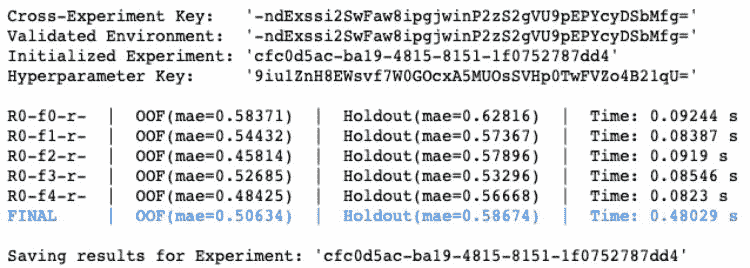 Cross-Experiment Key:   '-ndExssi2SwFaw8ipgjwinP2zS2gVU9pEPYcyDSbMfg='
Validated Environment:  '-ndExssi2SwFaw8ipgjwinP2zS2gVU9pEPYcyDSbMfg='
Initialized Experiment: 'cfc0d5ac-ba19-4815-8151-1f0752787dd4'
Hyperparameter Key:     '9iu1ZnH8EWsvf7W0GOcxA5MUOsSVHp0TwFVZo4B21qU='
R0-f0-r-  |  OOF(mae=0.58371)  |  Holdout(mae=0.62816)  |  Time: 0.09244 s
R0-f1-r-  |  OOF(mae=0.54432)  |  Holdout(mae=0.57367)  |  Time: 0.08387 s
R0-f2-r-  |  OOF(mae=0.45814)  |  Holdout(mae=0.57896)  |  Time: 0.0919 s
R0-f3-r-  |  OOF(mae=0.52685)  |  Holdout(mae=0.53296)  |  Time: 0.08546 s
R0-f4-r-  |  OOF(mae=0.48425)  |  Holdout(mae=0.56668)  |  Time: 0.0823 s
FINAL     |  OOF(mae=0.50634)  |  Holdout(mae=0.58674)  |  Time: 0.48029 s
Saving results for Experiment: 'cfc0d5ac-ba19-4815-8151-1f0752787dd4'